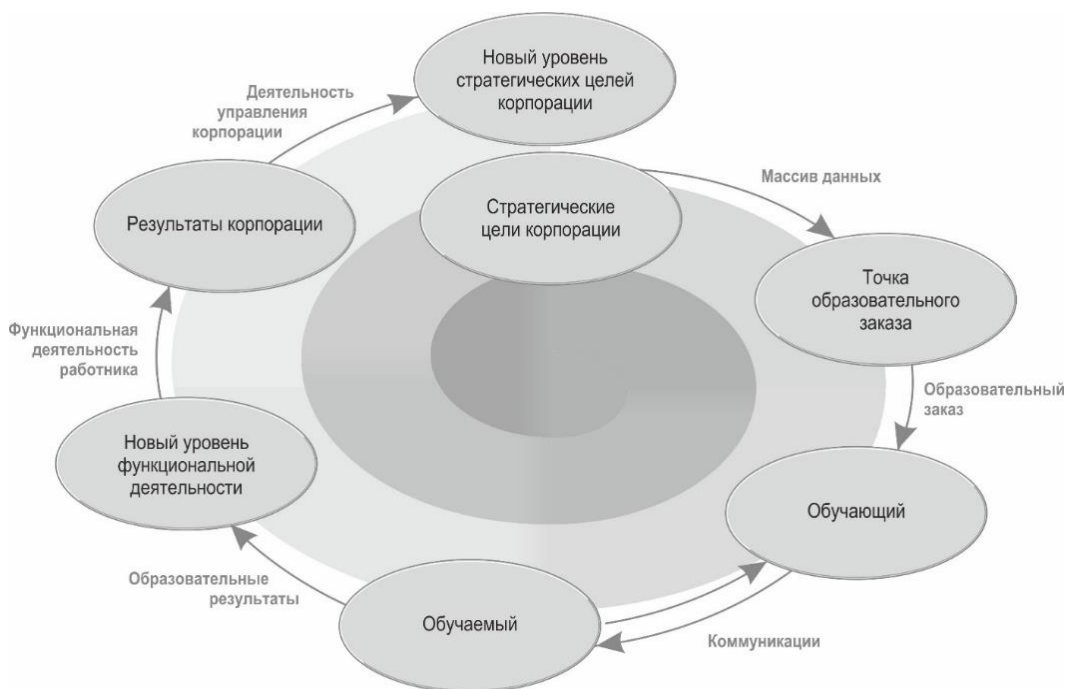 Новый уровень
стратегических целей
корпорации
Деятельность
управления
корпорации
Стратегические
цели корпорации
Массив данных
Результаты корпорации
Точка
образовательного
заказа
Функциональная
деятельность
работника
Образовательный
заказ
Новый уровень
функциональной
деятельности
Обучающий
Образовательные
результаты
Обучаемый
Коммуникации